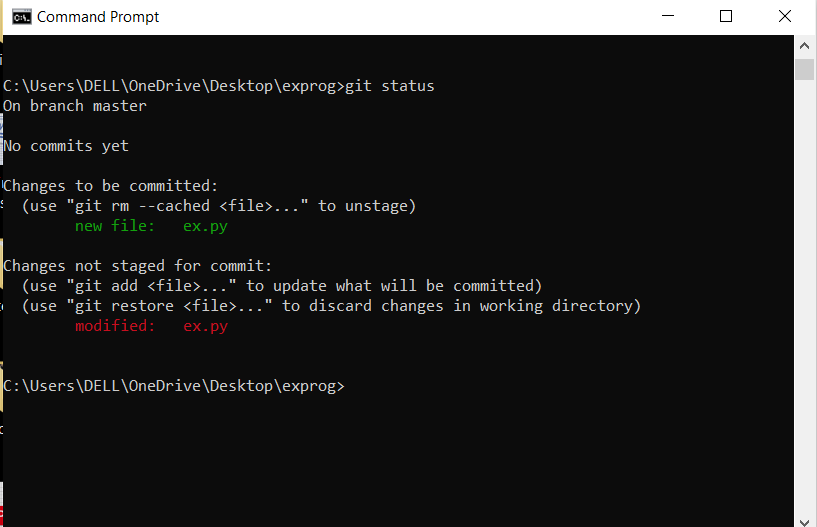 Command Prompt
C:\Users\DELL\OneDrive\Desktop\exprog>git status
On branch master
No commits yet
Changes to be committed:
  (use "git rm --cached <file>..." to unstage)
        new file:   ex.py
Changes not staged for commit:
  (use "git add <file>..." to update what will be committed)
  (use "git restore <file>..." to discard changes in working directory)
        modified:   ex.py
C:\Users\DELL\OneDrive\Desktop\exprog>